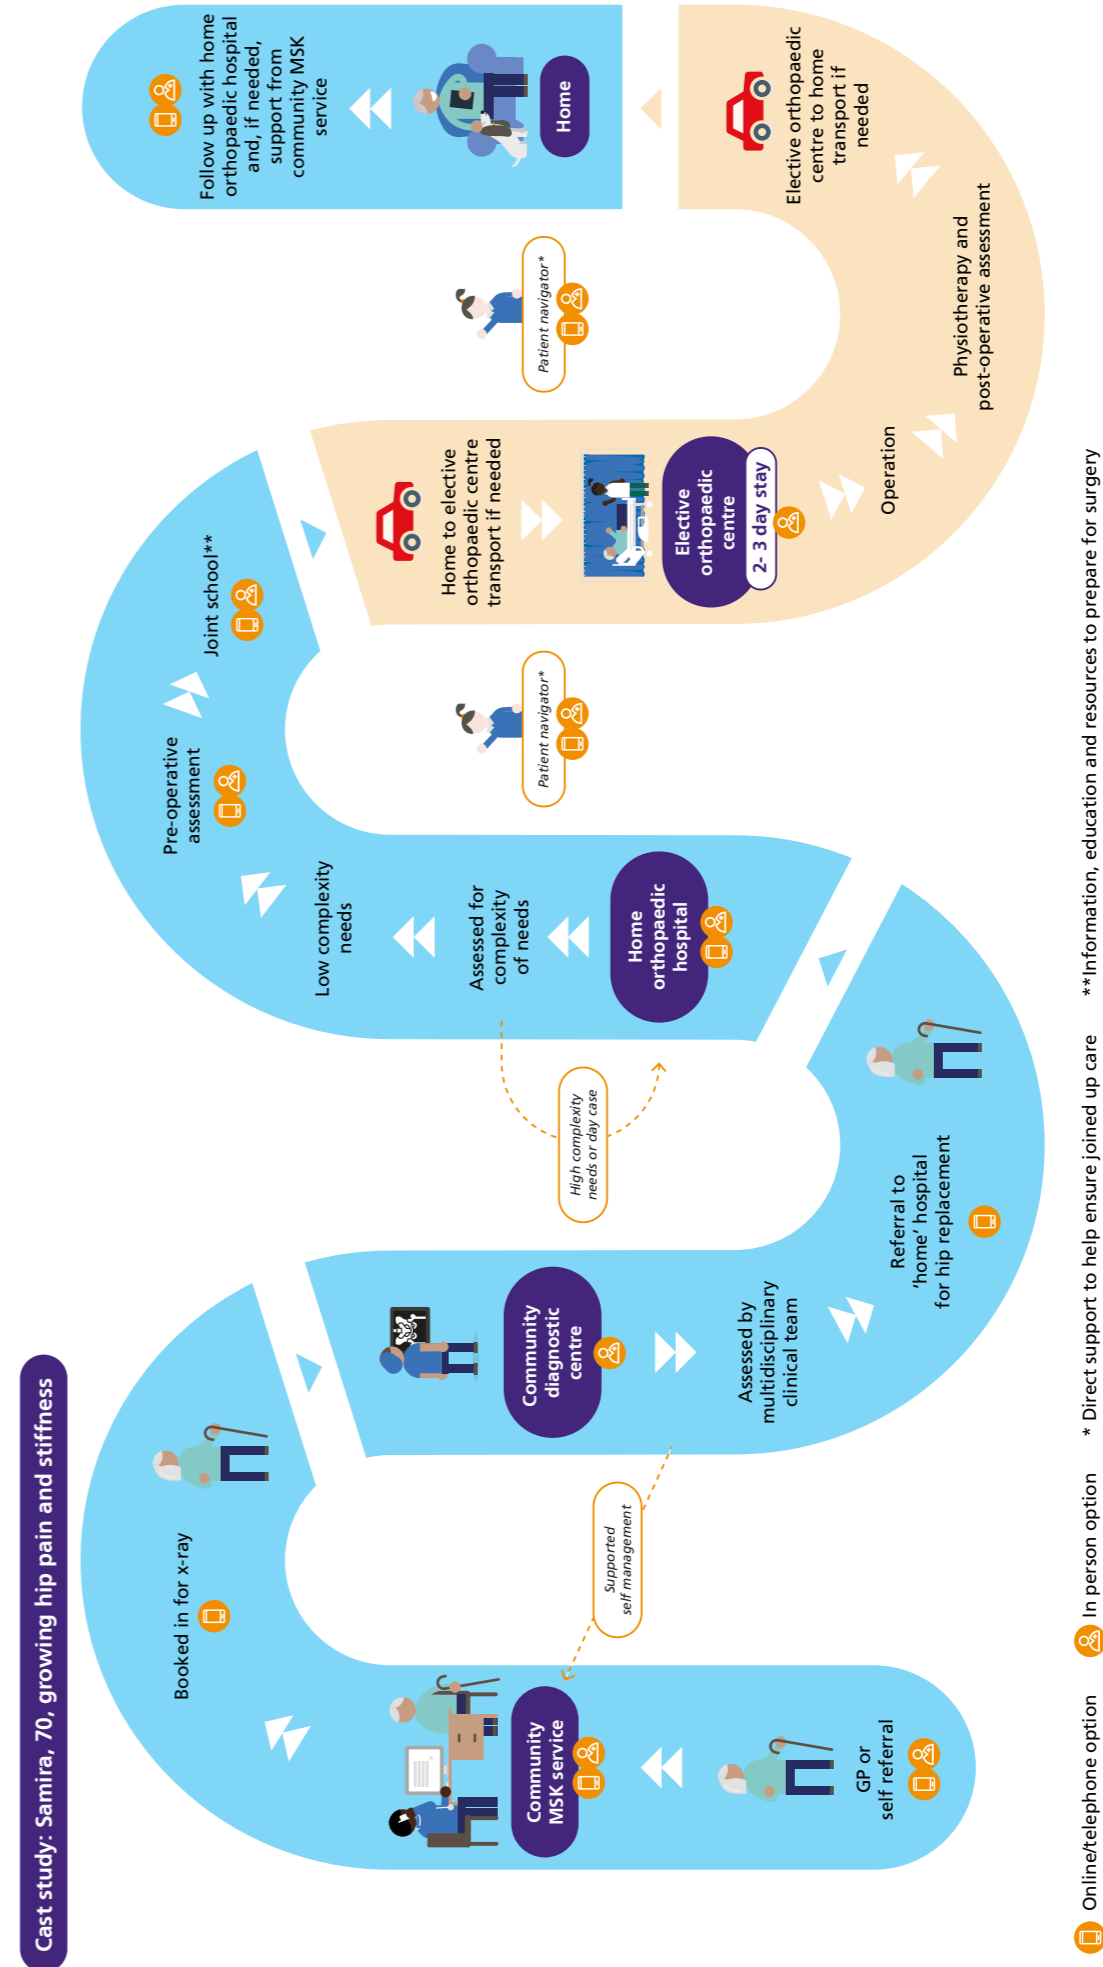 Cast study: Samira, 70, growing hip pain and stiffness
GP or
self referral
Community
MSK service
Booked in for x-ray
Community
diagnostic
centre
Assessed by
multidisciplinary
clinical team
Supported
self management
Referral to
‘home’ hospital
for hip replacement
Home
orthopaedic
hospital
Assessed for
complexity
of needs
High complexity
needs or day case
Low complexity
needs
Pre-operative
assessment
Joint school**
Patient navigator*
Home to elective
orthopaedic centre
transport if needed
Elective
orthopaedic
centre
2- 3 day stay
Operation
Physiotherapy and
post-operative assessment
Patient navigator*
Elective orthopaedic
centre to home
transport if
needed
Home
Follow up with home
orthopaedic hospital
and, if needed,
support from
community MSK
service
Online/telephone option
In person option
* Direct support to help ensure joined up care
**Information, education and resources to prepare for surgery